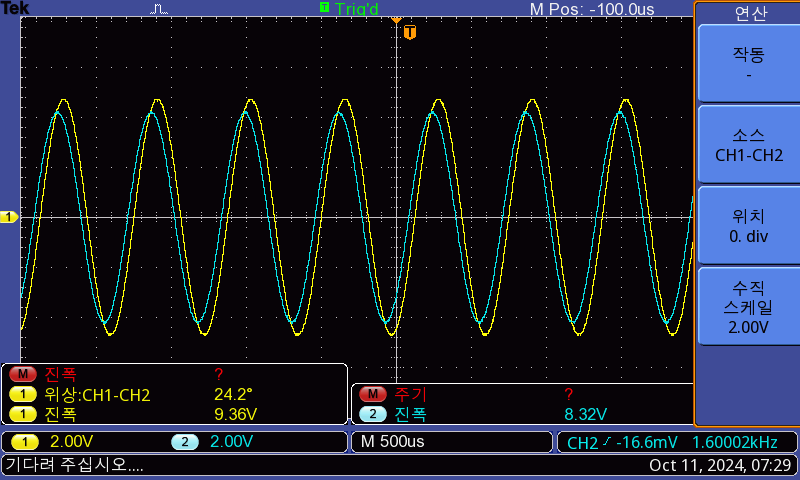 Tek Trig'd M Pos: -100.0us
T
연산
작동
-
소스
CH1-CH2
위치
0. div
수직
스케일
2.00V
1
M 진폭 ?
1 위상:CH1-CH2 24.2°
1 진폭 9.36V
M 주기 ?
2 진폭 8.32V
1 2.00V 2 2.00V M 500us CH2 -16.6mV 1.60002kHz
기다려 주십시오....
Oct 11, 2024, 07:29